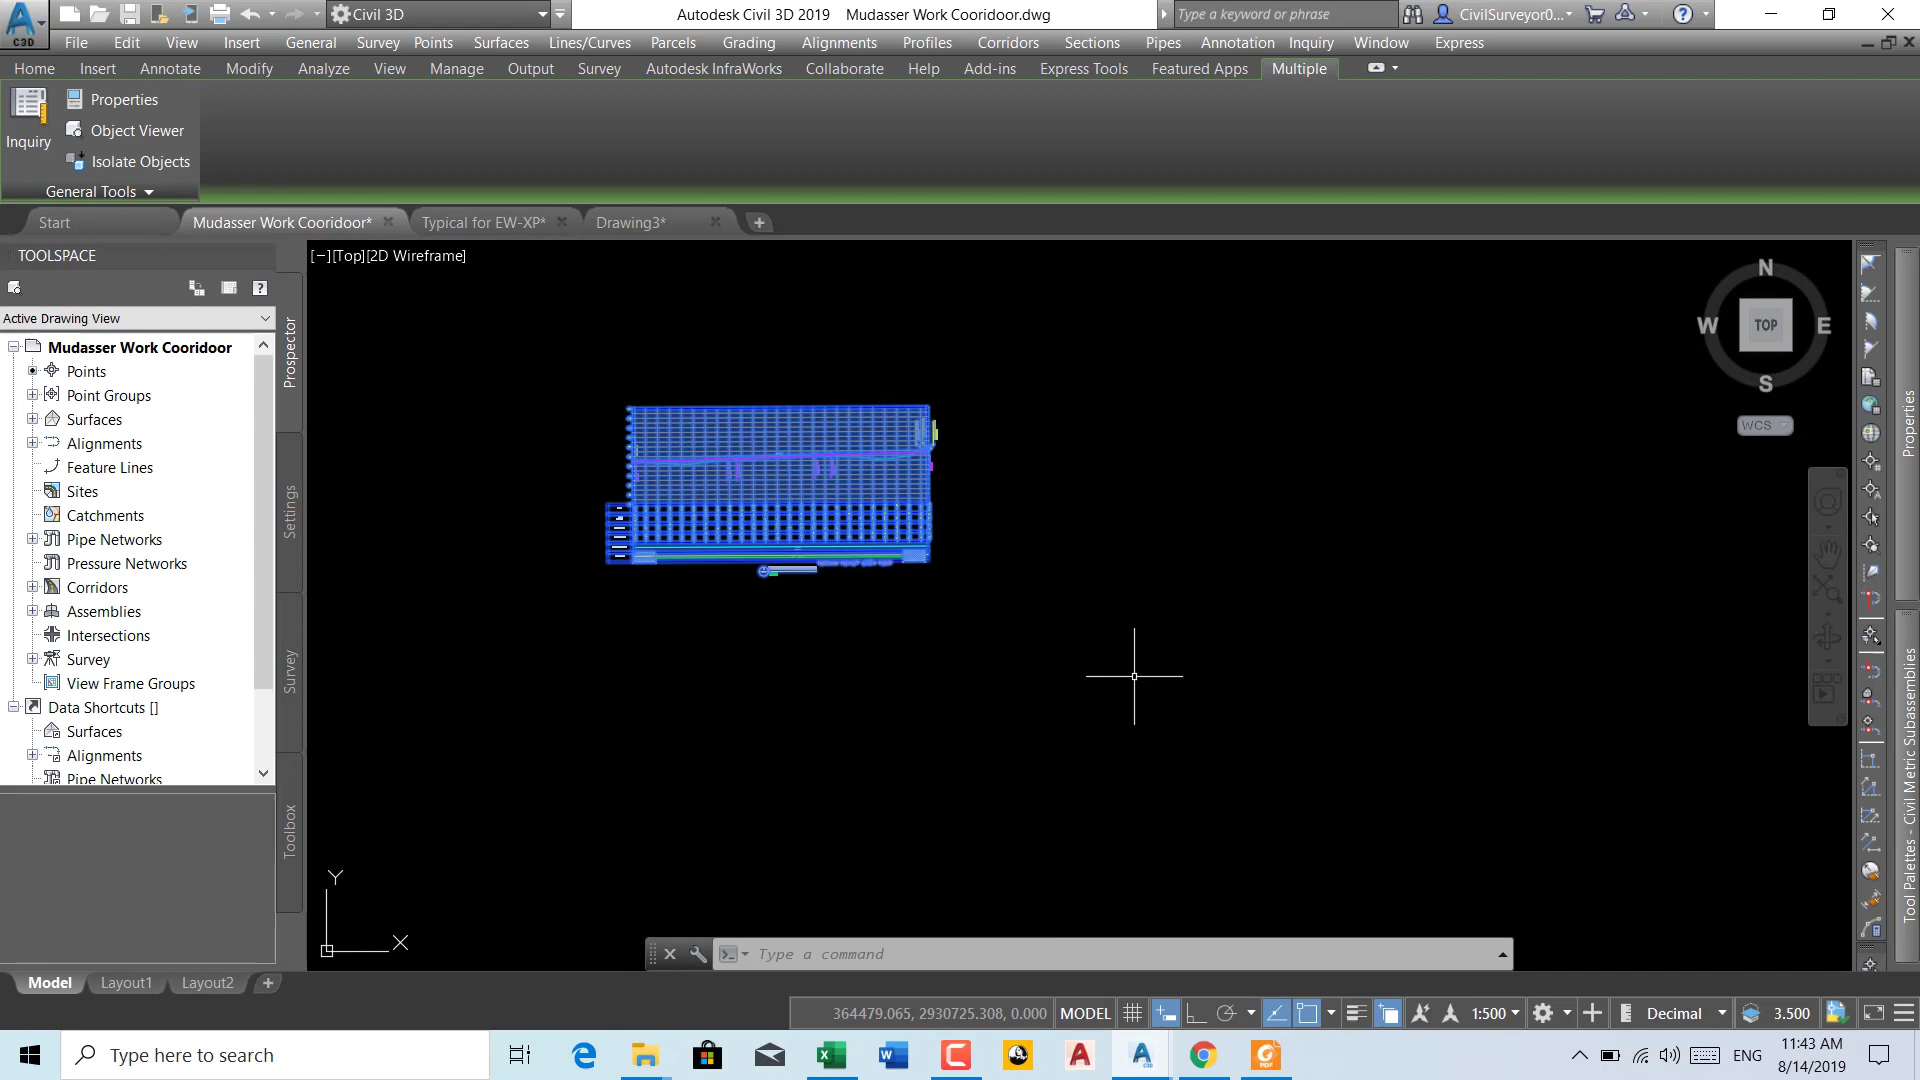 C3D
Civil 3D
Autodesk Civil 3D 2019 Mudasser Work Cooridoor.dwg
Type a keyword or phrase
CivilSurveyor0...
File Edit View Insert General Survey Points Surfaces Lines/Curves Parcels Grading Alignments Profiles Corridors Sections Pipes Annotation Inquiry Window Express
Home Insert Annotate Modify Analyze View Manage Output Survey Autodesk InfraWorks Collaborate Help Add-ins Express Tools Featured Apps Multiple
Inquiry
Properties
Object Viewer
Isolate Objects
General Tools
Start Mudasser Work Cooridoor* Typical for EW-XP* Drawing3*
TOOLSPACE
[−][Top][2D Wireframe]
Active Drawing View
Mudasser Work Cooridoor
Points
Point Groups
Surfaces
Alignments
Feature Lines
Sites
Catchments
Pipe Networks
Pressure Networks
Corridors
Assemblies
Intersections
Survey
View Frame Groups
Data Shortcuts []
Surfaces
Alignments
Pipe Networks
Prospector
Settings
Survey
Toolbox
N
W TOP E
S
WCS
Properties
Tool Palettes - Civil Metric Subassemblies
Y
X
Type a command
Model Layout1 Layout2
364479.065, 2930725.308, 0.000 MODEL 1:500 Decimal 3.500
Type here to search
ENG
11:43 AM
8/14/2019
PDF